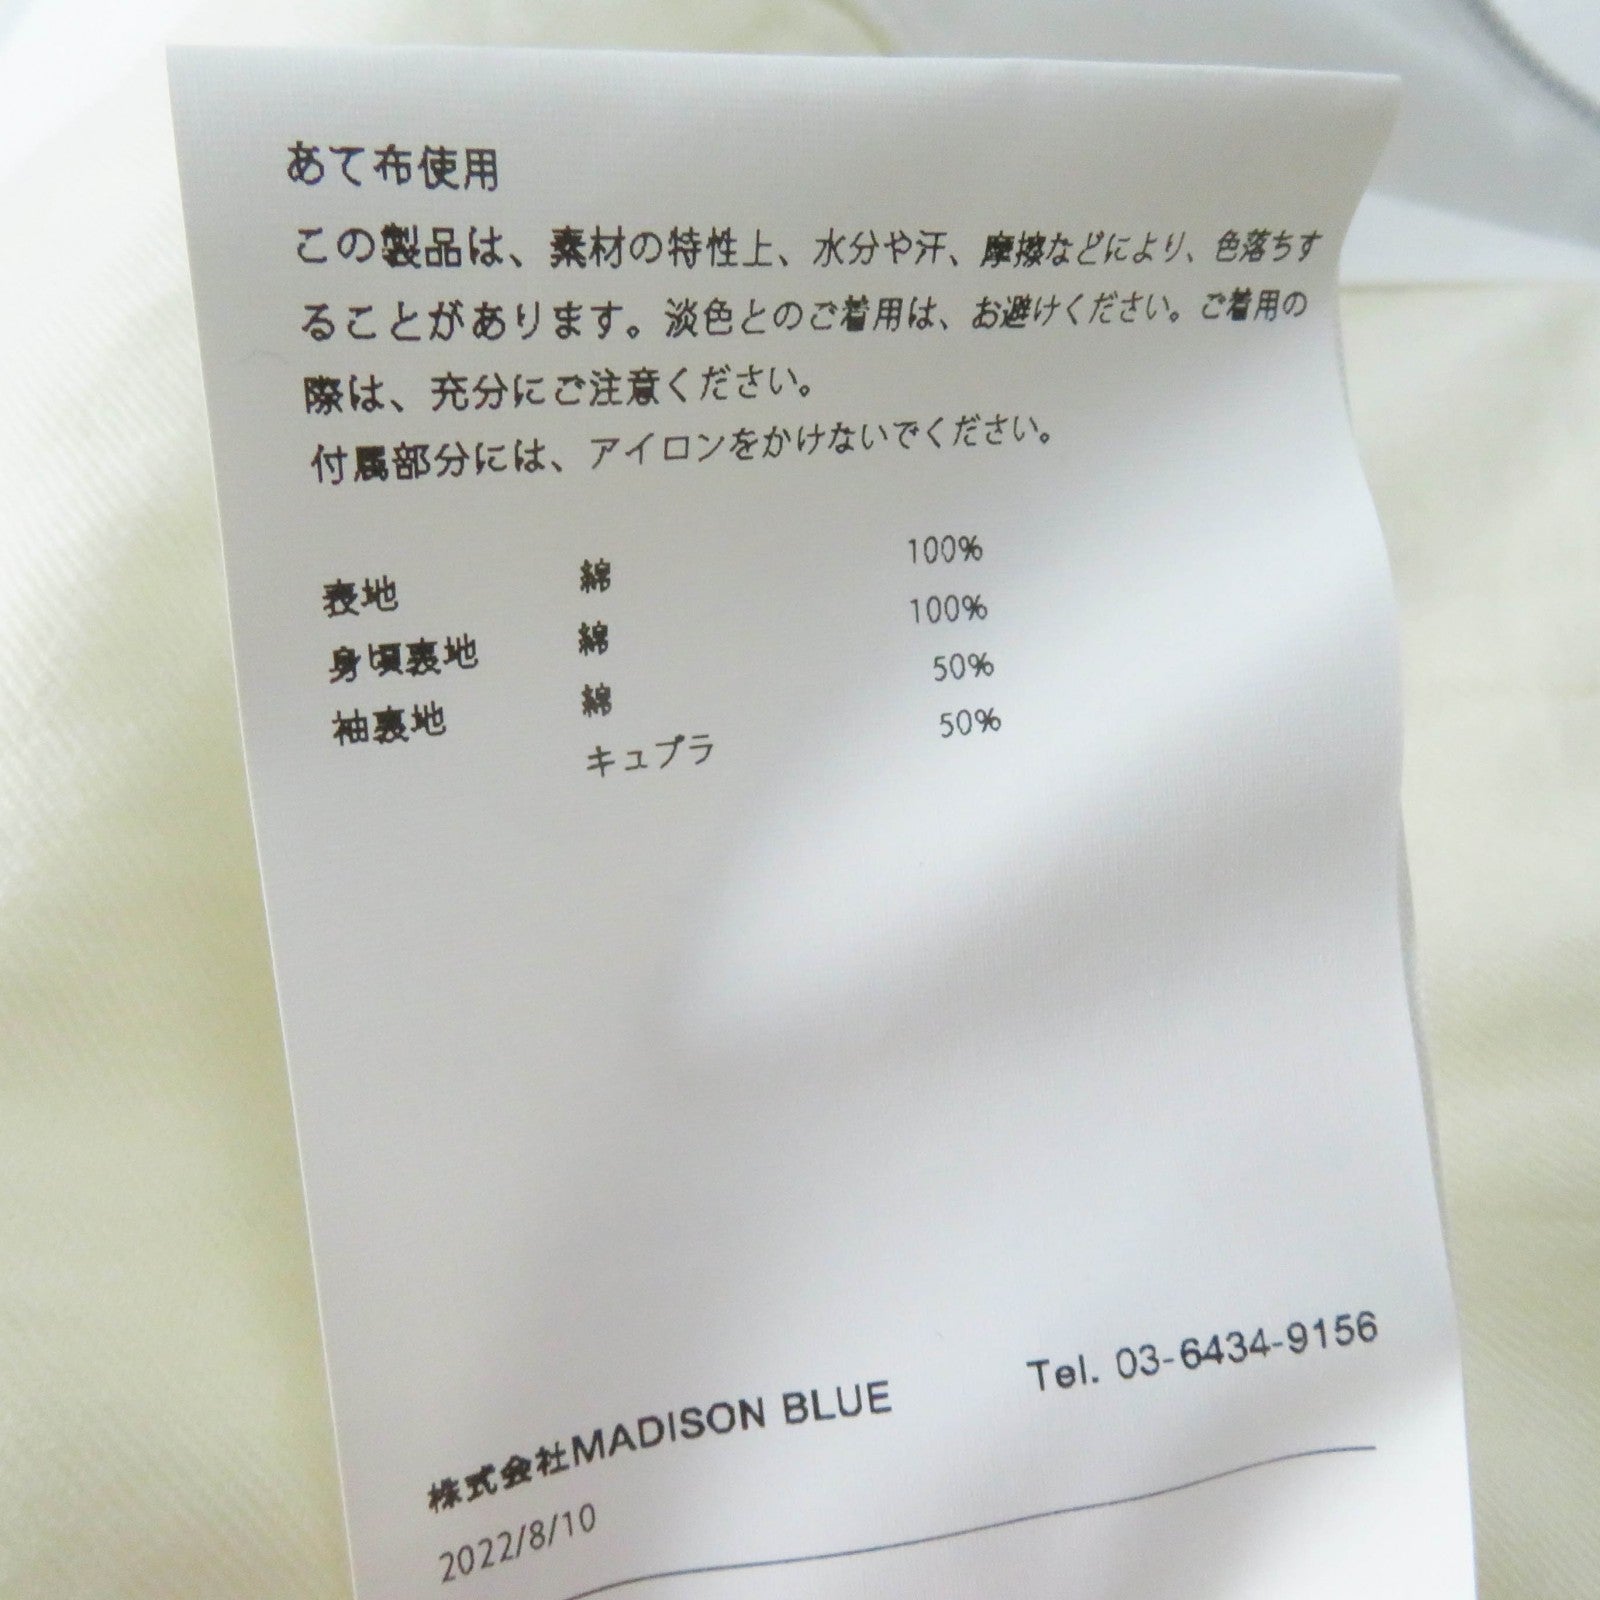 あて布使用
この製品は、素材の特性上、水分や汗、摩擦などにより、色落ちす
ることがあります。淡色とのご着用は、お避けください。ご着用の
際は、充分にご注意ください。
付属部分には、アイロンをかけないでください。
表地 綿 100%
身頃裏地 綿 100%
袖裏地 綿 50%
キュプラ 50%
株式会社MADISON BLUE Tel. 03-6434-9156
2022/8/10